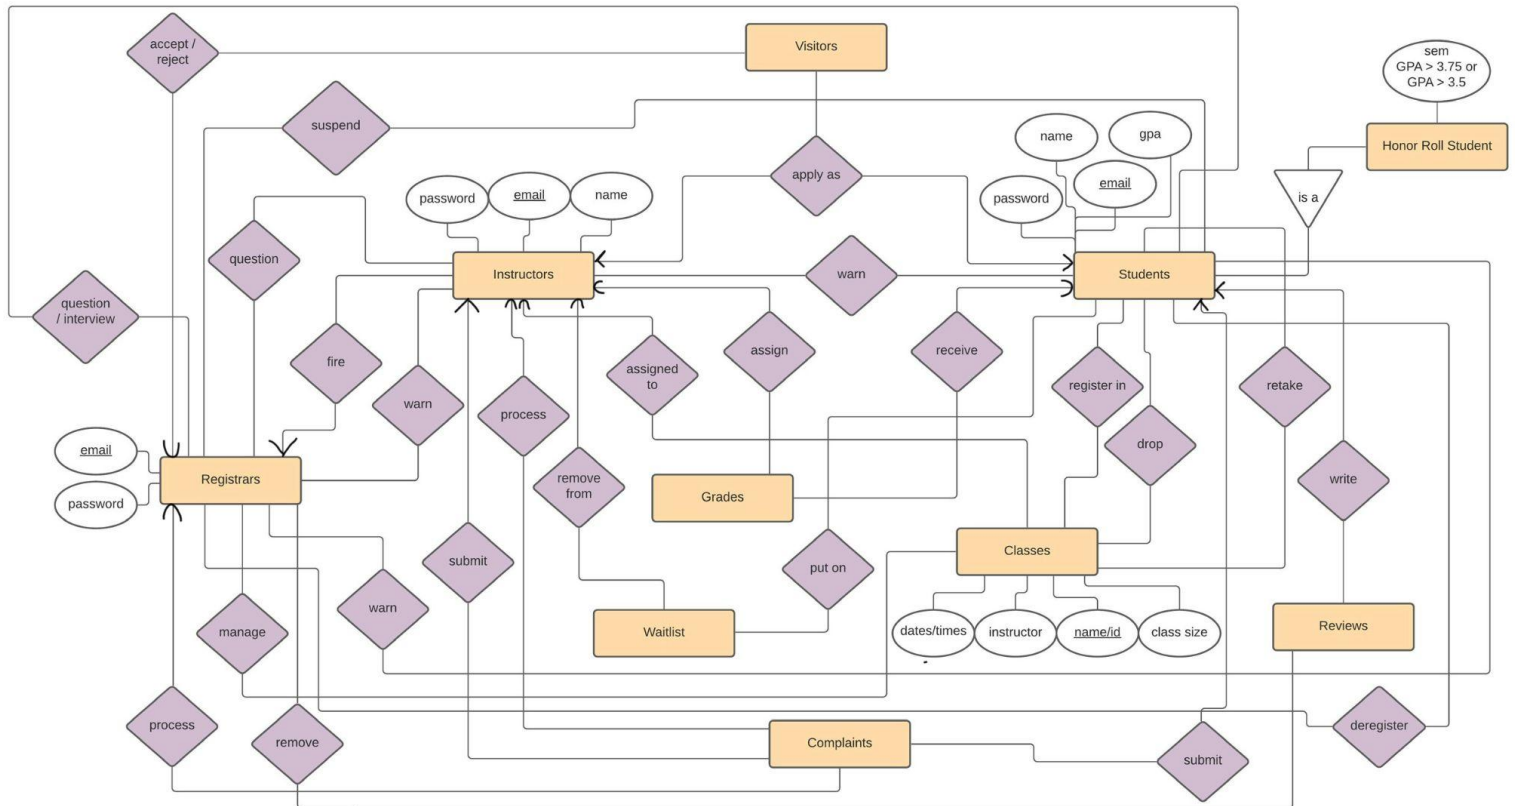 accept /
reject
Visitors
sem
GPA > 3.75 or
GPA > 3.5
suspend
name
gpa
Honor Roll Student
apply as
password
email
name
password
email
is a
question
Instructors
warn
Students
question
/ interview
fire
warn
process
assigned
to
assign
receive
register in
retake
drop
email
password
Registrars
remove
from
Grades
write
submit
put on
Classes
warn
manage
Waitlist
dates/times
instructor
name/id
class size
Reviews
process
remove
Complaints
submit
deregister